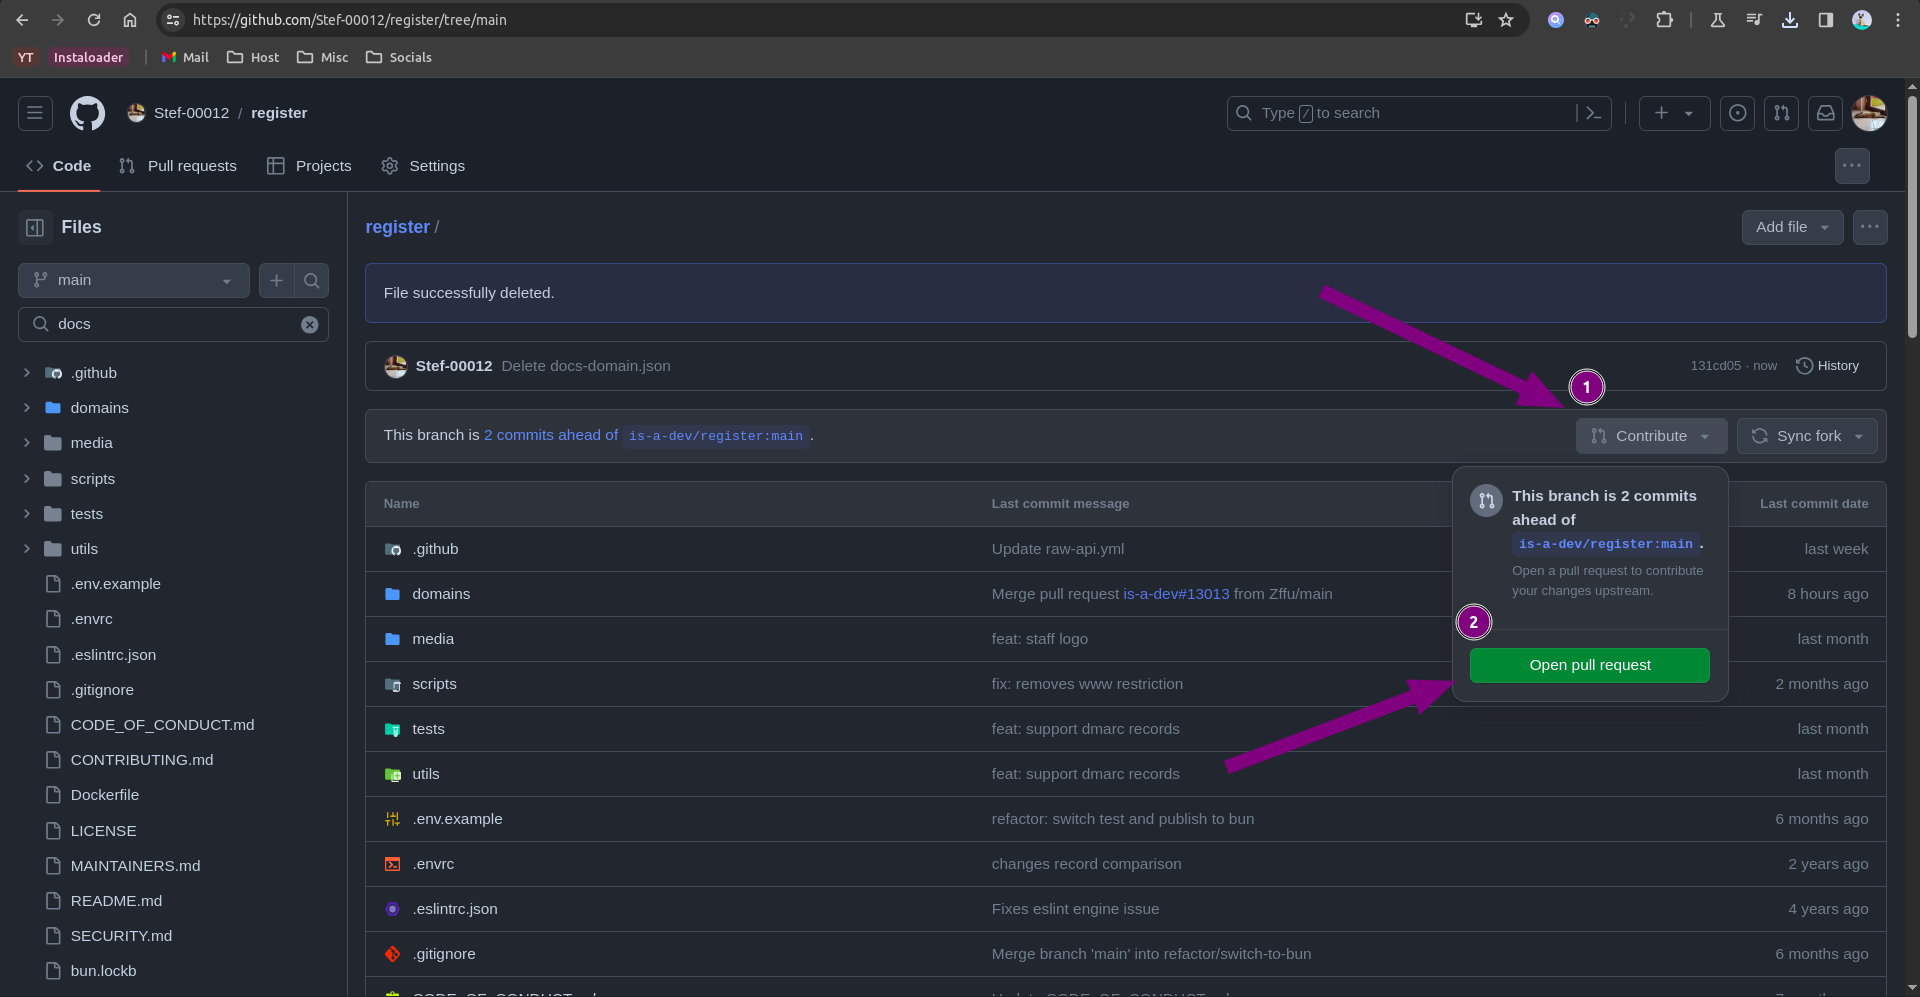 https://github.com/Stef-00012/register/tree/main
YT Instaloader Mail Host Misc Socials
Stef-00012 / register
Type / to search
Code Pull requests Projects Settings
Files
main
docs
.github
domains
media
scripts
tests
utils
.env.example
.envrc
.eslintrc.json
.gitignore
CODE_OF_CONDUCT.md
CONTRIBUTING.md
Dockerfile
LICENSE
MAINTAINERS.md
README.md
SECURITY.md
bun.lockb
register /
Add file
File successfully deleted.
Stef-00012 Delete docs-domain.json
131cd05 · now History
1
This branch is 2 commits ahead of is-a-dev/register:main .
Contribute Sync fork
This branch is 2 commits
ahead of
is-a-dev/register:main .
Open a pull request to contribute
your changes upstream.
2
Open pull request
Name Last commit message Last commit date
.github Update raw-api.yml last week
domains Merge pull request is-a-dev#13013 from Zffu/main 8 hours ago
media feat: staff logo last month
scripts fix: removes www restriction 2 months ago
tests feat: support dmarc records last month
utils feat: support dmarc records last month
.env.example refactor: switch test and publish to bun 6 months ago
.envrc changes record comparison 2 years ago
.eslintrc.json Fixes eslint engine issue 4 years ago
.gitignore Merge branch 'main' into refactor/switch-to-bun 6 months ago